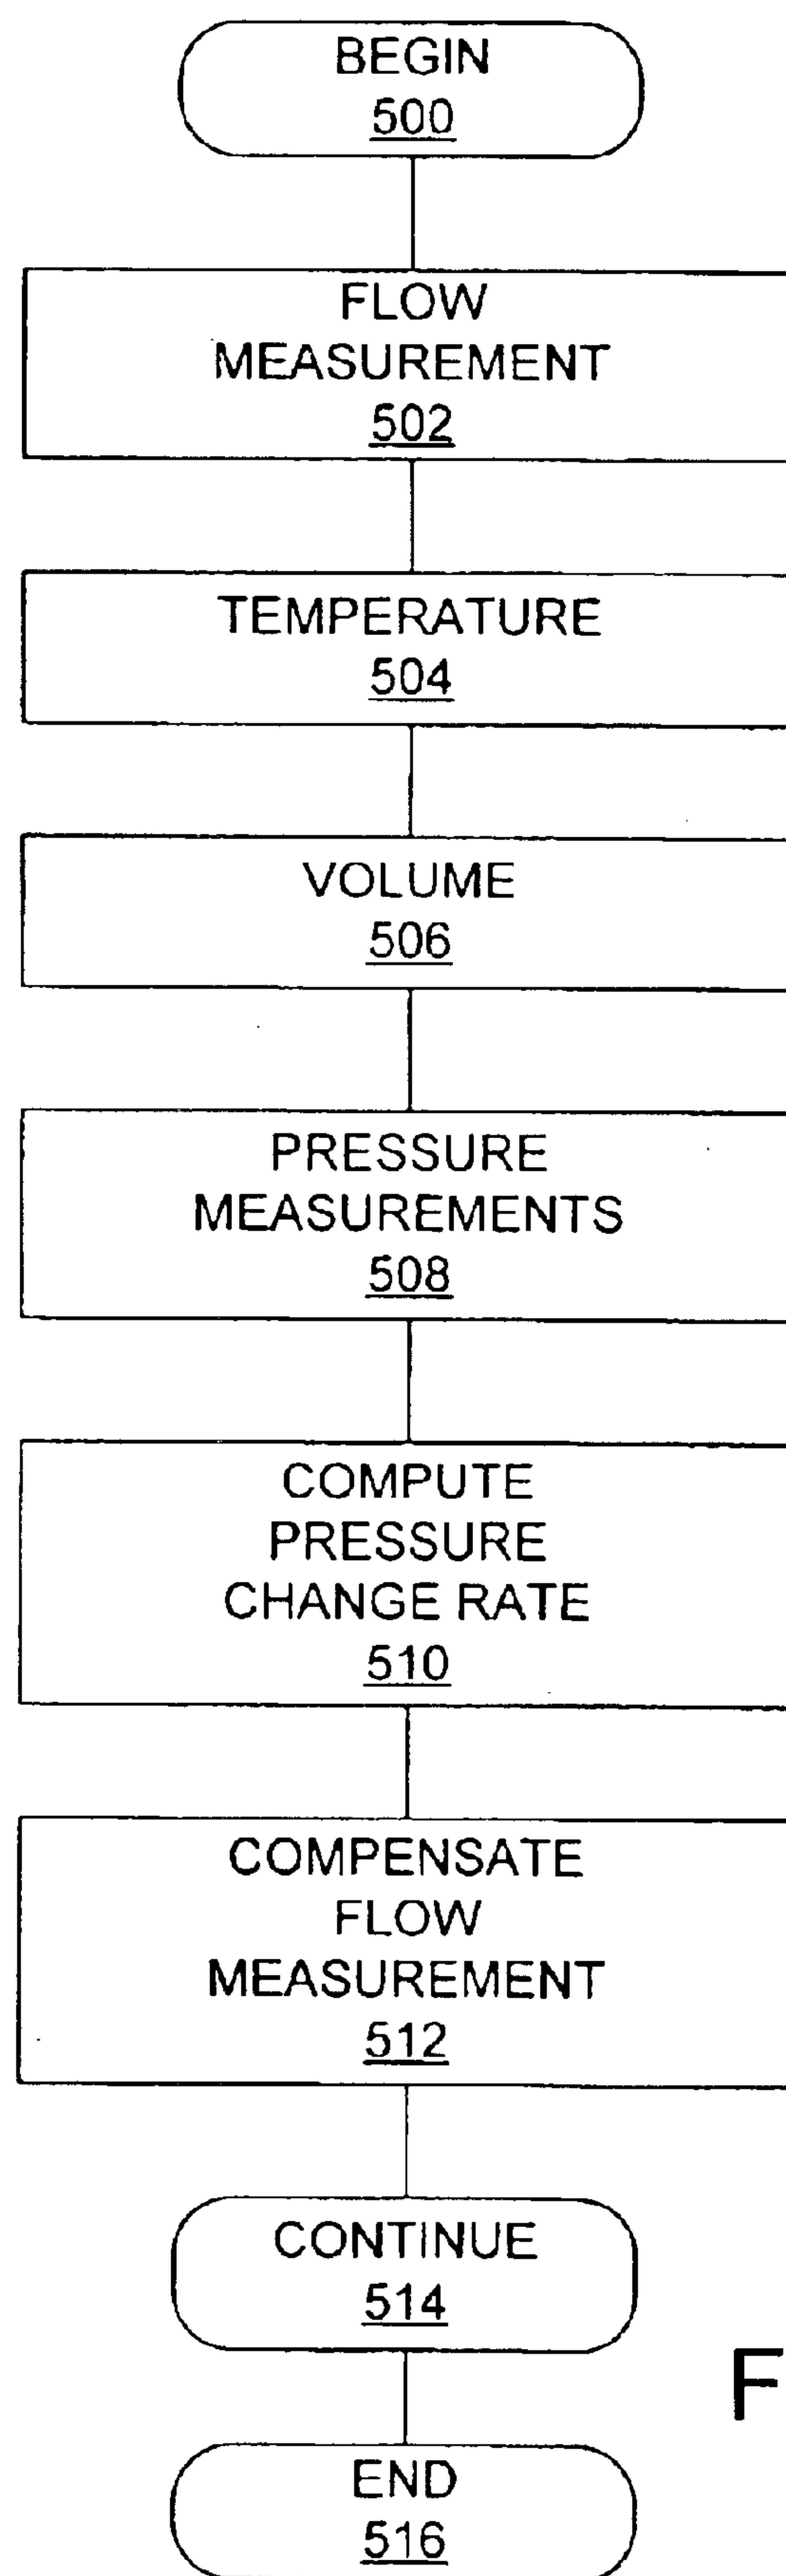 BEGIN
500
FLOW
MEASUREMENT
502
TEMPERATURE
504
VOLUME
506
PRESSURE
MEASUREMENTS
508
COMPUTE
PRESSURE
CHANGE RATE
510
COMPENSATE
FLOW
MEASUREMENT
512
CONTINUE
514
F
END
516